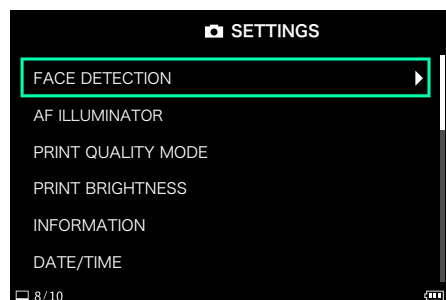 SETTINGS
FACE DETECTION
AF ILLUMINATOR
PRINT QUALITY MODE
PRINT BRIGHTNESS
INFORMATION
DATE/TIME
8/10